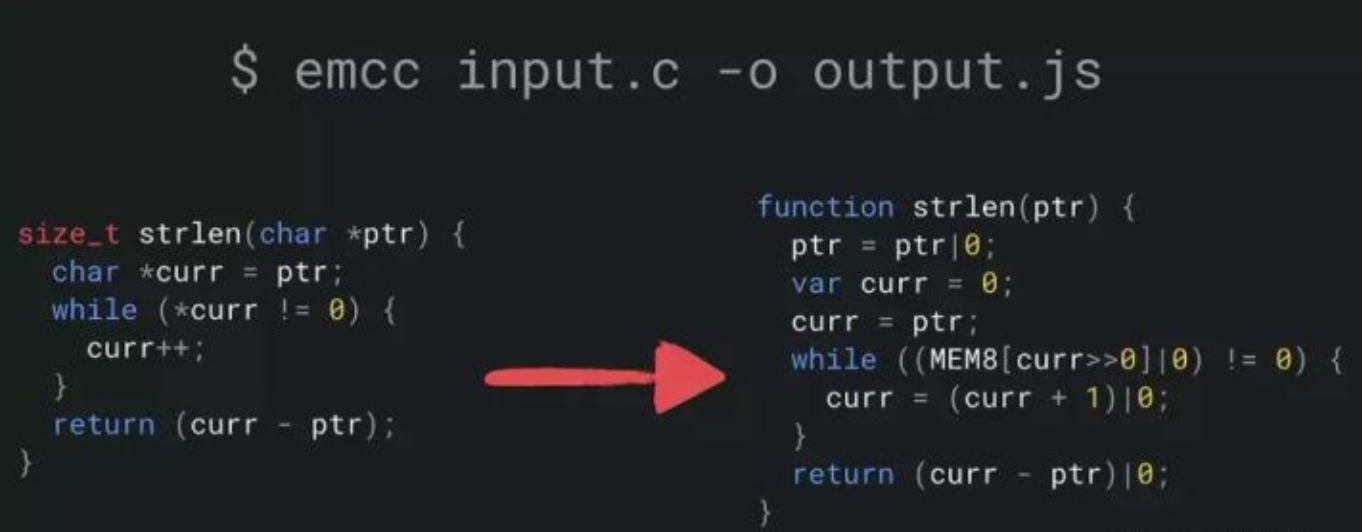 $ emcc input.c -o output.js
size_t strlen(char *ptr) {
  char *curr = ptr;
  while (*curr != 0) {
    curr++;
  }
  return (curr - ptr);
}
function strlen(ptr) {
  ptr = ptr|0;
  var curr = 0;
  curr = ptr;
  while ((MEM8[curr>>0]|0) != 0) {
    curr = (curr + 1)|0;
  }
  return (curr - ptr)|0;
}